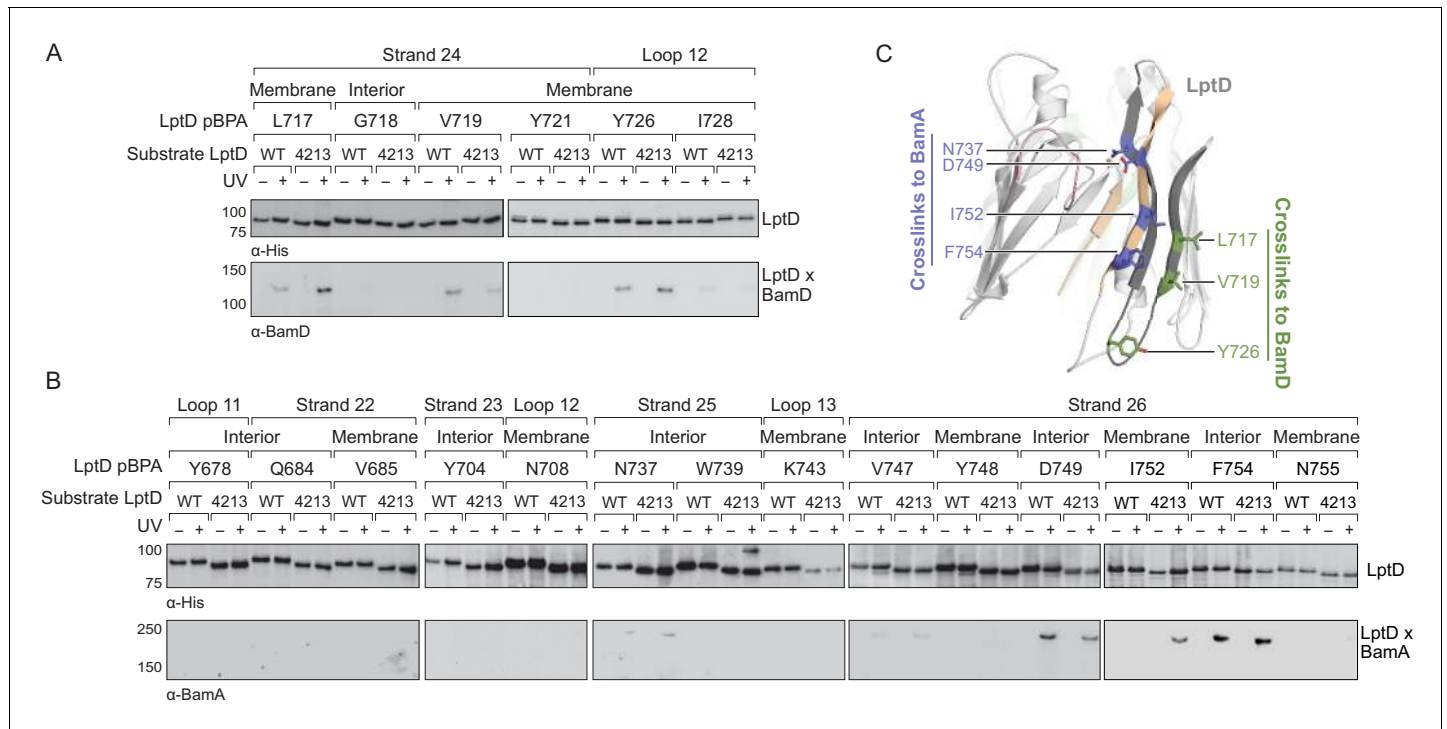 A
Strand 24 Loop 12
Membrane Interior Membrane
LptD pBPA L717 G718 V719 Y721 Y726 I728
Substrate LptD WT 4213 WT 4213 WT 4213 WT 4213 WT 4213 WT 4213
UV – + – + – + – + – + – + – + – + – + – + – + – +
100
75
LptD
α-His
150
100
LptD x
BamD
α-BamD
C
LptD
Crosslinks to BamA
N737
D749
I752
F754
L717
V719
Y726
Crosslinks to BamD
B
Loop 11 Strand 22 Strand 23 Loop 12 Strand 25 Loop 13 Strand 26
Interior Membrane Interior Membrane Interior Membrane Interior Membrane Interior Membrane Interior Membrane
LptD pBPA Y678 Q684 V685 Y704 N708 N737 W739 K743 V747 Y748 D749 I752 F754 N755
Substrate LptD WT 4213 WT 4213 WT 4213 WT 4213 WT 4213 WT 4213 WT 4213 WT 4213 WT 4213 WT 4213 WT 4213 WT 4213 WT 4213 WT 4213
UV – + – + – + – + – + – + – + – + – + – + – + – + – + – + – + – + – + – + – + – + – + – + – + – + – + – + – + – +
100
75
LptD
α-His
250
150
LptD x
BamA
α-BamA